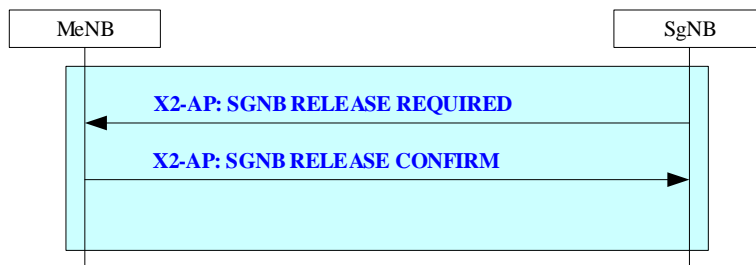 MeNB
SgNB
X2-AP: SGNB RELEASE REQUIRED
X2-AP: SGNB RELEASE CONFIRM